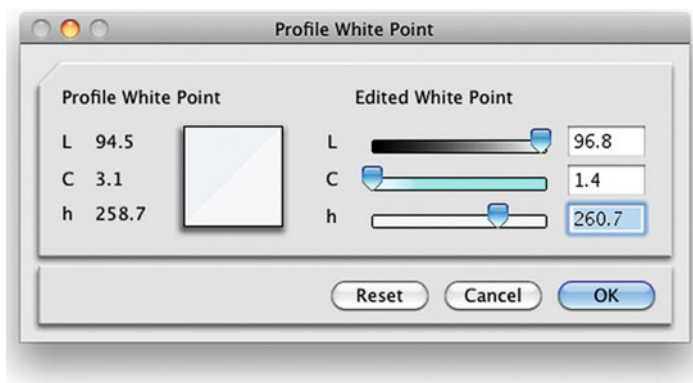 Profile White Point
Profile White Point
L 94.5
C 3.1
h 258.7
Edited White Point
L 96.8
C 1.4
h 260.7
Reset Cancel OK